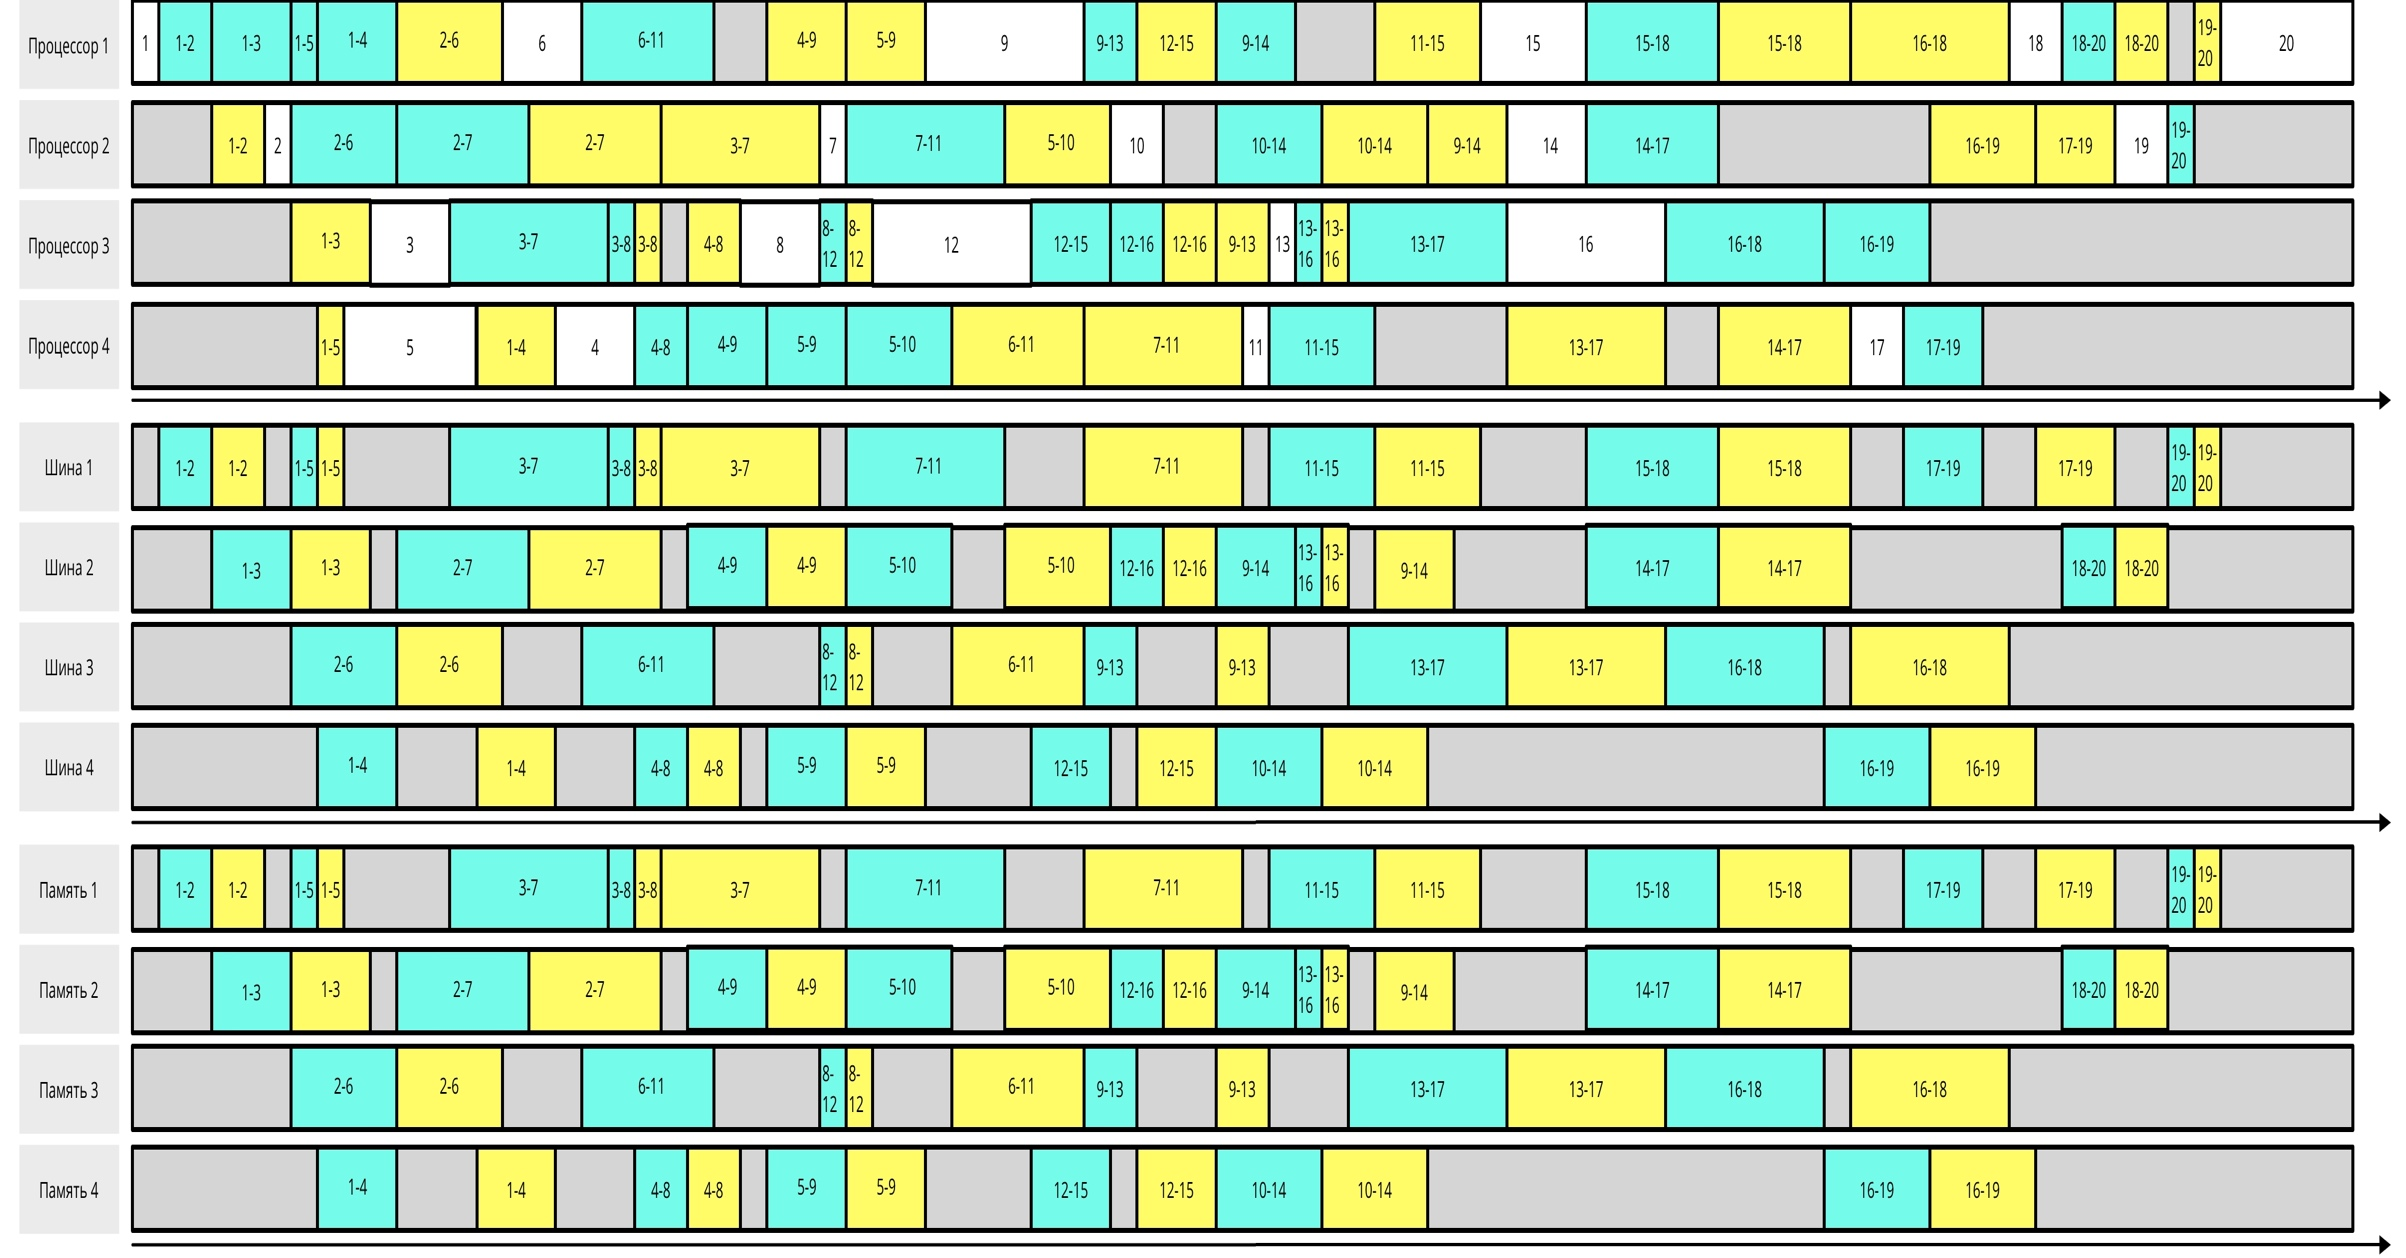 Процессор 1 1 1-2 1-3 1-5 1-4 2-6 6 6-11 4-9 5-9 9 9-13 12-15 9-14 11-15 15 15-18 15-18 16-18 18 18-20 18-20 19-20 20
Процессор 2 1-2 2 2-6 2-7 2-7 3-7 7 7-11 5-10 10 10-14 10-14 9-14 14 14-17 16-19 17-19 19 19-20
Процессор 3 1-3 3 3-7 3-8 3-8 4-8 8 8-12 8-12 12 12-15 12-16 12-16 9-13 13 13-16 13-16 13-17 16 16-18 16-19
Процессор 4 1-5 5 1-4 4 4-8 4-9 5-9 5-10 6-11 7-11 11 11-15 13-17 14-17 17 17-19
Шина 1 1-2 1-2 1-5 1-5 3-7 3-8 3-8 3-7 7-11 7-11 11-15 11-15 15-18 15-18 17-19 17-19 19-20 19-20
Шина 2 1-3 1-3 2-7 2-7 4-9 4-9 5-10 5-10 12-16 12-16 9-14 13-16 13-16 9-14 14-17 14-17 18-20 18-20
Шина 3 2-6 2-6 6-11 8-12 8-12 6-11 9-13 9-13 13-17 13-17 16-18 16-18
Шина 4 1-4 1-4 4-8 4-8 5-9 5-9 12-15 12-15 10-14 10-14 16-19 16-19
Память 1 1-2 1-2 1-5 1-5 3-7 3-8 3-8 3-7 7-11 7-11 11-15 11-15 15-18 15-18 17-19 17-19 19-20 19-20
Память 2 1-3 1-3 2-7 2-7 4-9 4-9 5-10 5-10 12-16 12-16 9-14 13-16 13-16 9-14 14-17 14-17 18-20 18-20
Память 3 2-6 2-6 6-11 8-12 8-12 6-11 9-13 9-13 13-17 13-17 16-18 16-18
Память 4 1-4 1-4 4-8 4-8 5-9 5-9 12-15 12-15 10-14 10-14 16-19 16-19